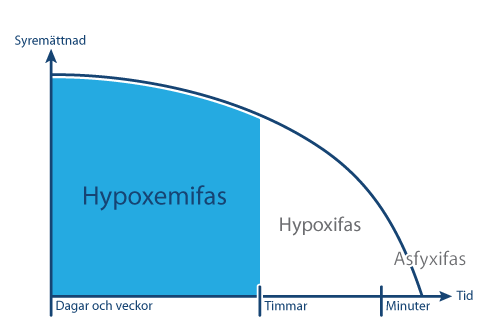 Syremättnad
Hypoxemifas
Hypoxifas
Asfyxifas
Tid
Dagar och veckor
Timmar
Minuter